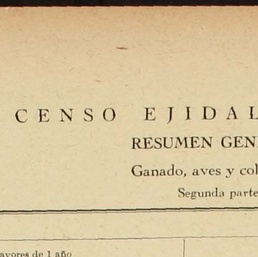 CENSO EJIDAL
RESUMEN GEN
Ganado, aves y col
Segunda parte
ayores de 1 año